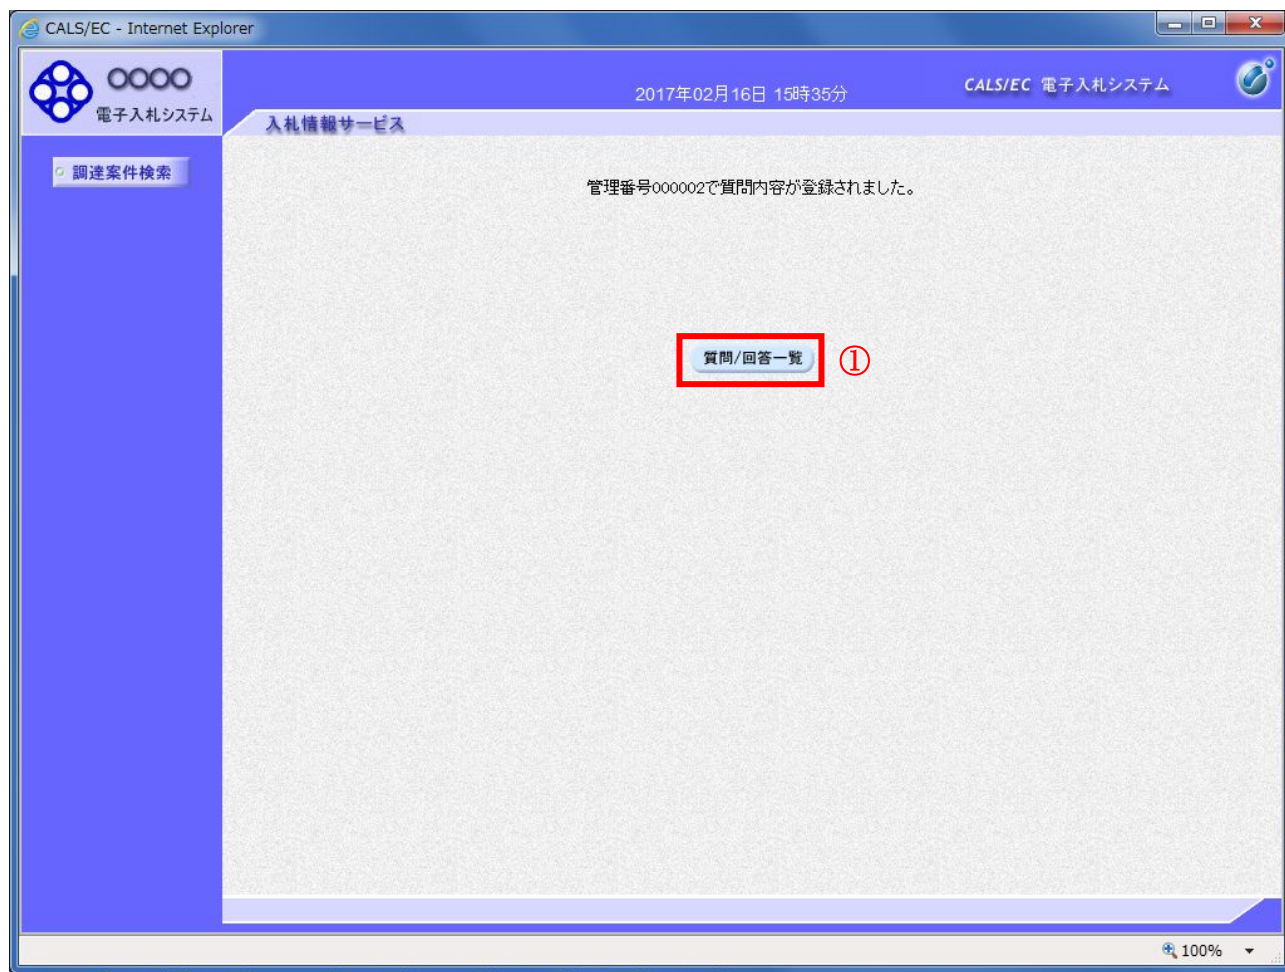 CALS/EC - Internet Explorer
〇〇〇〇
電子入札システム
2017年02月16日 15時35分
CALS/EC 電子入札システム
入札情報サービス
調達案件検索
管理番号000002で質問内容が登録されました。
質問/回答一覧
①
100%